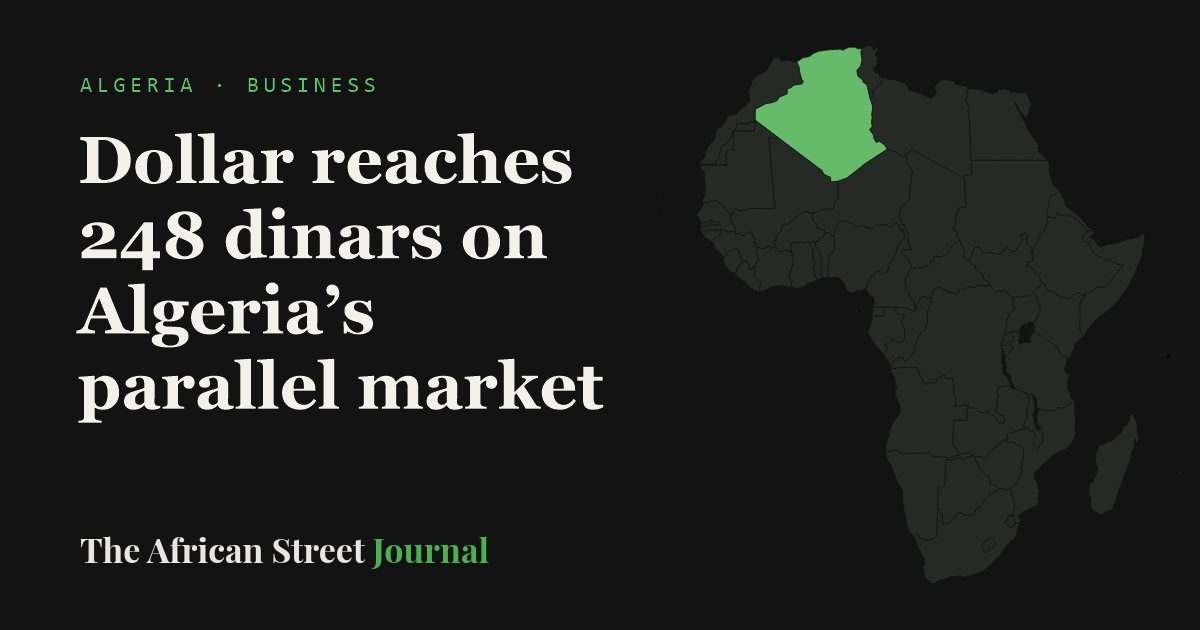 ALGERIA · BUSINESS
Dollar reaches
248 dinars on
Algeria’s
parallel market
The African Street Journal